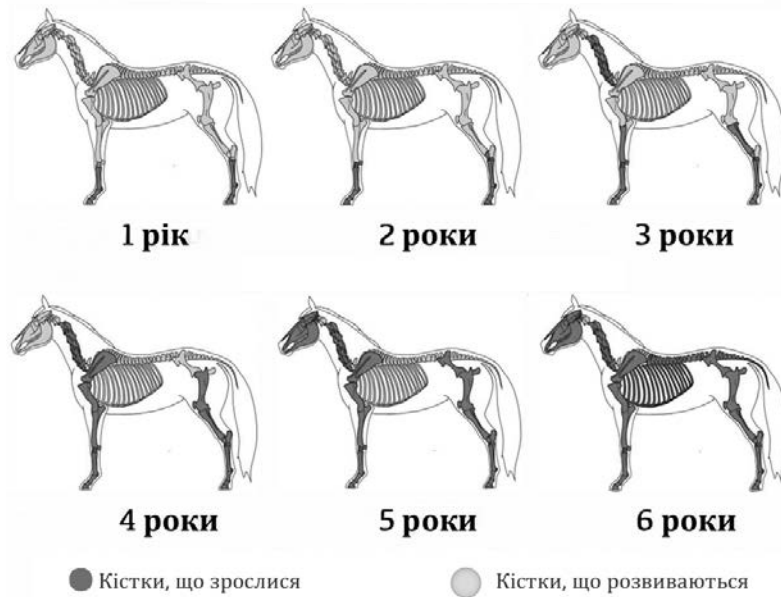 1 рік
2 роки
3 роки
4 роки
5 роки
6 роки
Кістки, що зрослися
Кістки, що розвиваються